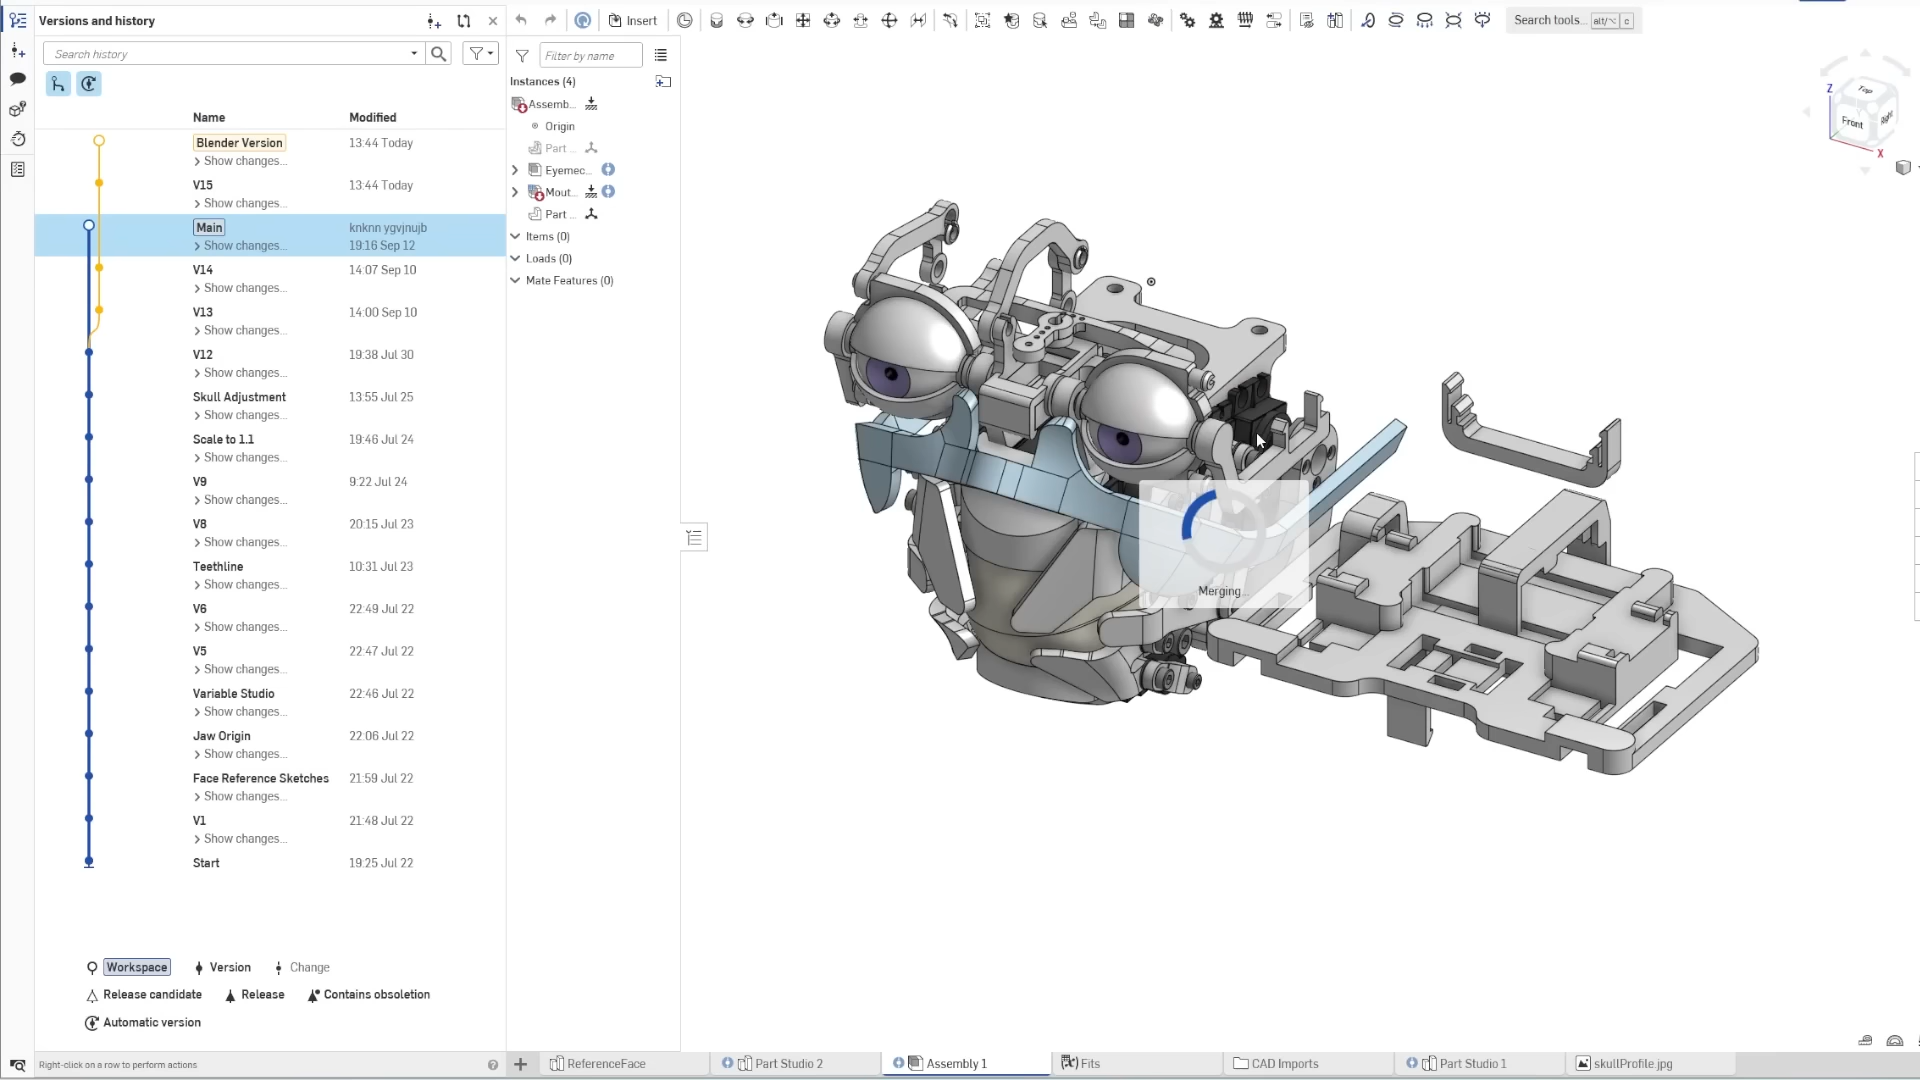 Versions and history
Insert
Search tools... alt/⌥ c
Search history
Filter by name
Instances (4)
Assemb...
Origin
Part ...
Eyemec...
Mout...
Part ...
Items (0)
Loads (0)
Mate Features (0)
Name Modified
Blender Version 13:44 Today
Show changes...
V15 13:44 Today
Show changes...
Main knknn ygvjnujb
Show changes... 19:16 Sep 12
V14 14:07 Sep 10
Show changes...
V13 14:00 Sep 10
Show changes...
V12 19:38 Jul 30
Show changes...
Skull Adjustment 13:55 Jul 25
Show changes...
Scale to 1.1 19:46 Jul 24
Show changes...
V9 9:22 Jul 24
Show changes...
V8 20:15 Jul 23
Show changes...
Teethline 10:31 Jul 23
Show changes...
V6 22:49 Jul 22
Show changes...
V5 22:47 Jul 22
Show changes...
Variable Studio 22:46 Jul 22
Show changes...
Jaw Origin 22:06 Jul 22
Show changes...
Face Reference Sketches 21:59 Jul 22
Show changes...
V1 21:48 Jul 22
Show changes...
Start 19:25 Jul 22
Workspace Version Change
Release candidate Release Contains obsoletion
Automatic version
Right-click on a row to perform actions
Merging...
Z
Top
Front
Right
X
ReferenceFace
Part Studio 2
Assembly 1
Fits
CAD Imports
Part Studio 1
skullProfile.jpg